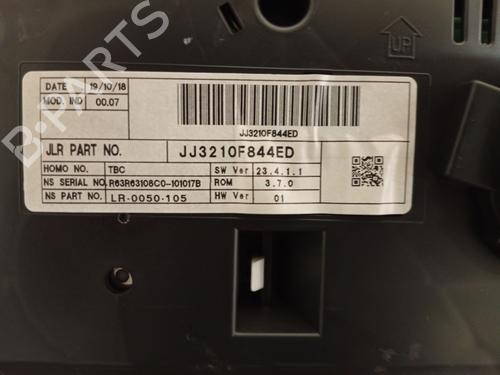 UP
DATE 19/10/18
MOD. IND 00.07
JJ3210F844ED
JLR PART NO. JJ3210F844ED
HOMO NO. TBC SW Ver 23.4.1.1
NS SERIAL NO. R63R63108C0-101017B ROM 3.7.0
NS PART NO. LR-0050-105 HW Ver 01
B-PARTS